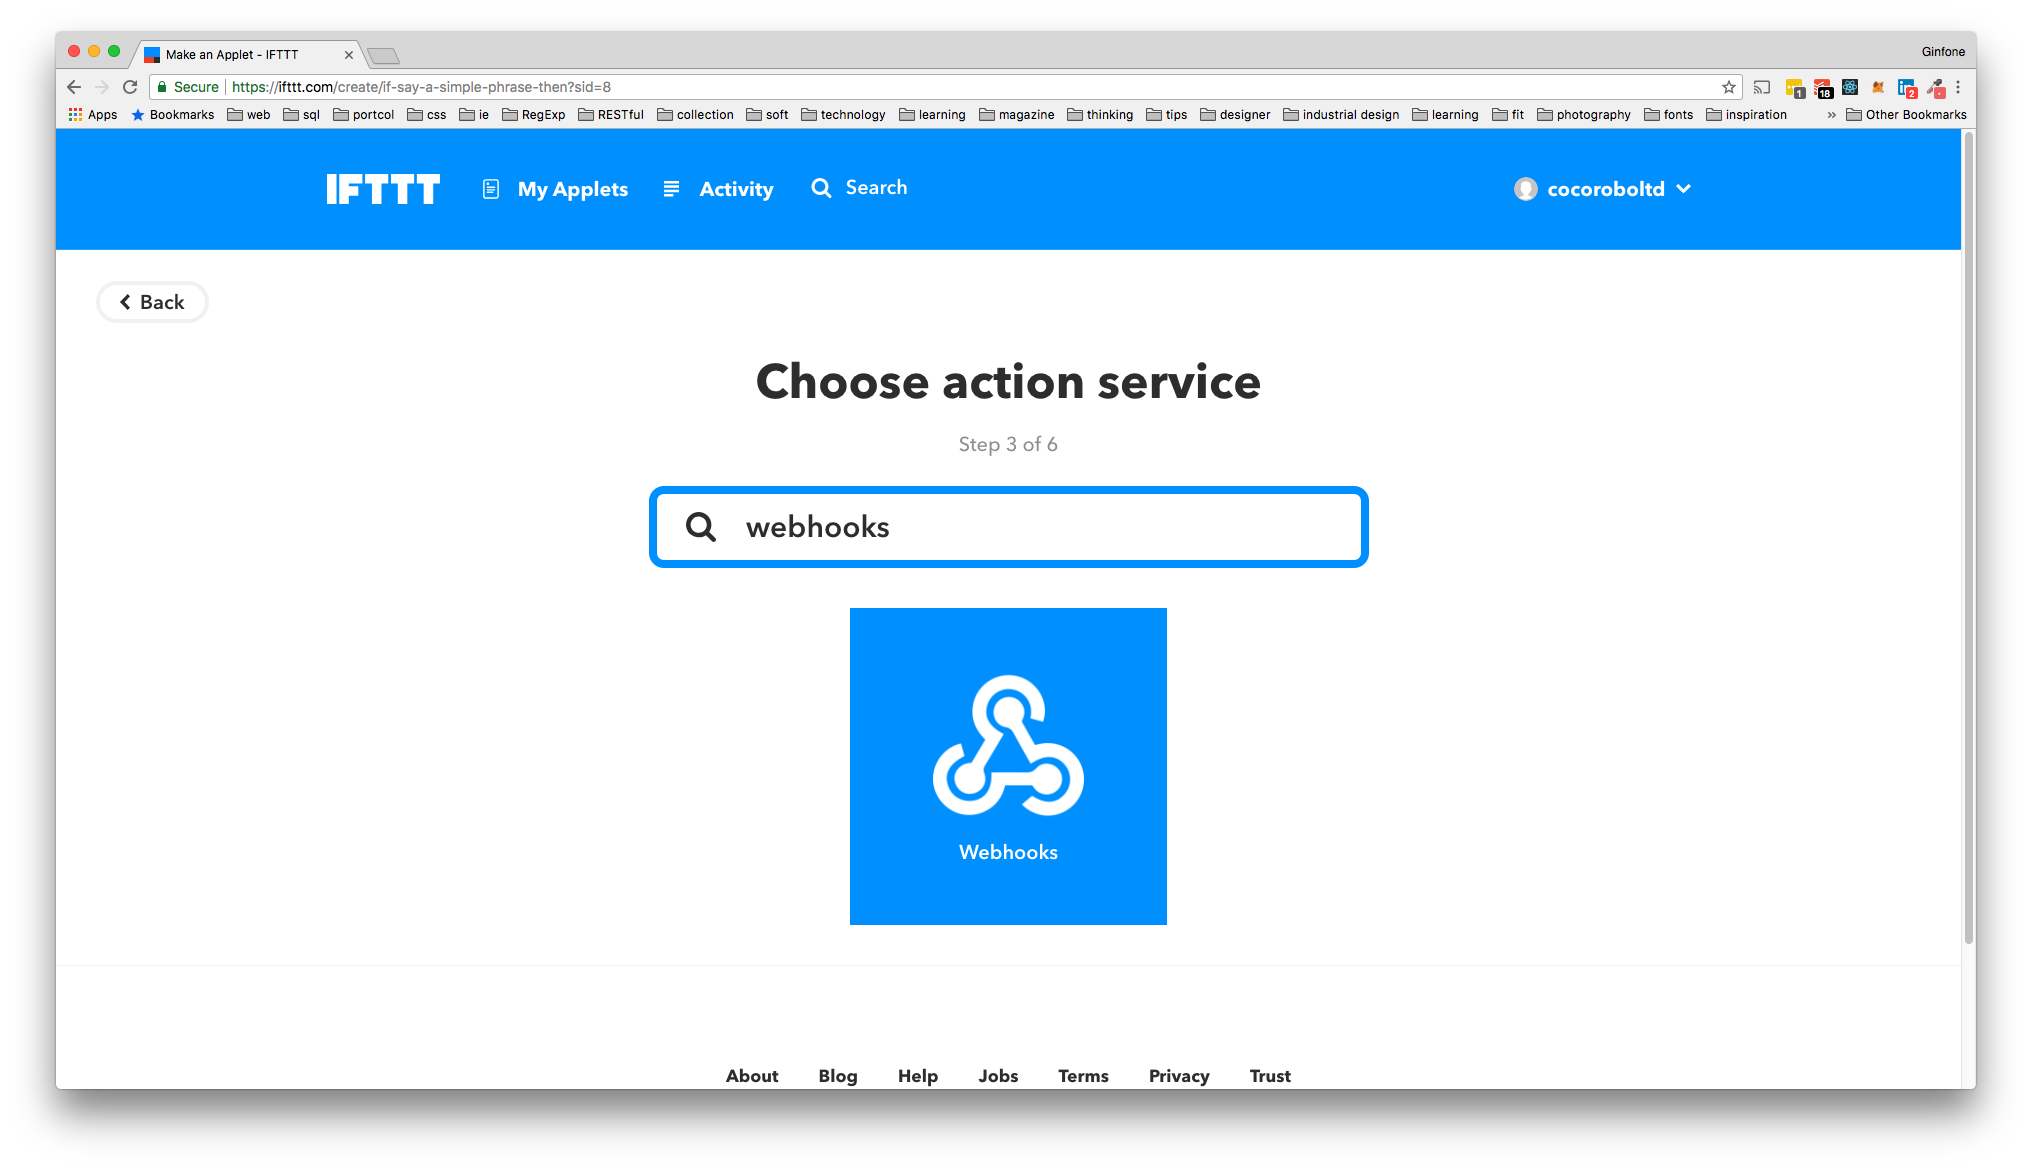 Make an Applet - IFTTT
Ginfone
Secure https://ifttt.com/create/if-say-a-simple-phrase-then?sid=8
1 18 2
Apps Bookmarks web sql portcol css ie RegExp RESTful collection soft technology learning magazine thinking tips designer industrial design learning fit photography fonts inspiration » Other Bookmarks
IFTTT My Applets Activity Search cocoroboltd
Back
Choose action service
Step 3 of 6
webhooks
Webhooks
About Blog Help Jobs Terms Privacy Trust